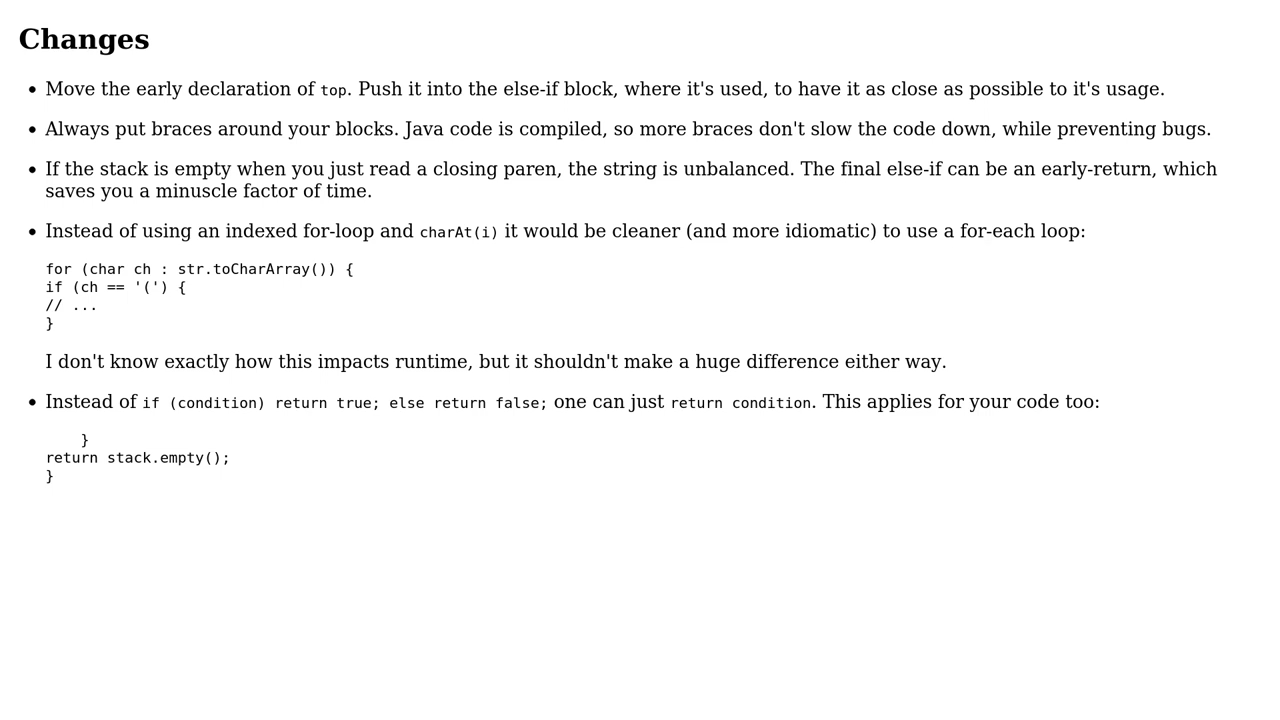 Changes
• Move the early declaration of top. Push it into the else-if block, where it's used, to have it as close as possible to it's usage.
• Always put braces around your blocks. Java code is compiled, so more braces don't slow the code down, while preventing bugs.
• If the stack is empty when you just read a closing paren, the string is unbalanced. The final else-if can be an early-return, which
saves you a minuscle factor of time.
• Instead of using an indexed for-loop and charAt(i) it would be cleaner (and more idiomatic) to use a for-each loop:
for (char ch : str.toCharArray()) {
if (ch == '(') {
// ...
}
I don't know exactly how this impacts runtime, but it shouldn't make a huge difference either way.
• Instead of if (condition) return true; else return false; one can just return condition. This applies for your code too:
    }
return stack.empty();
}